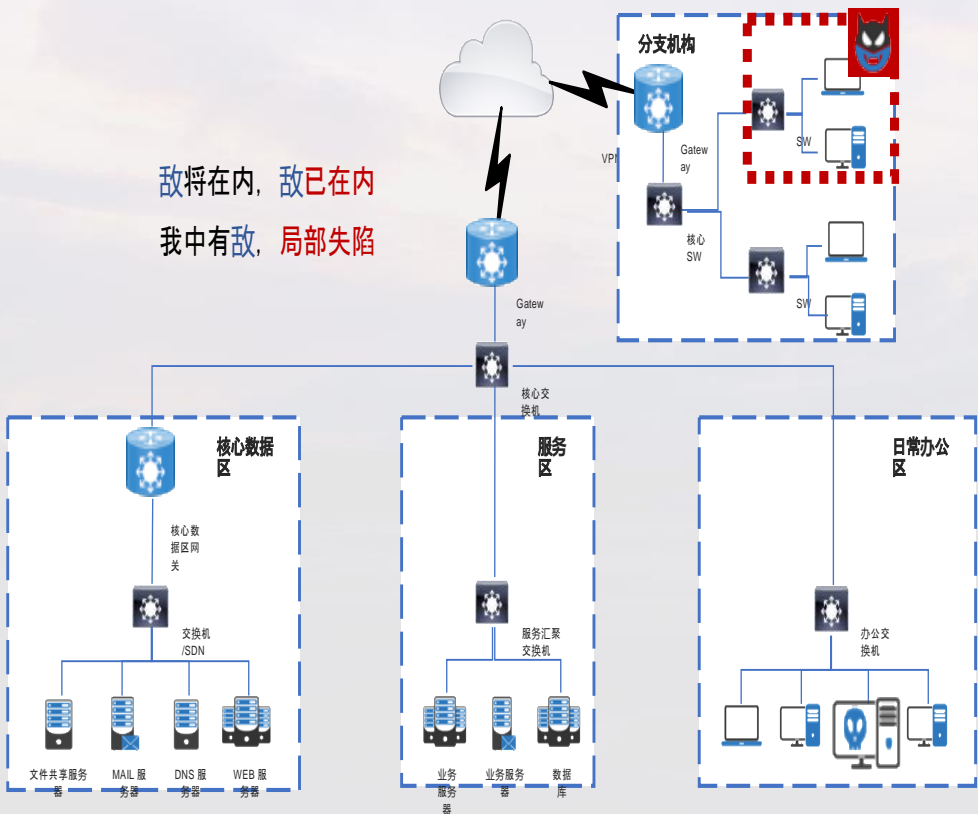 分支机构
VPN
Gatew
ay
SW
核心
SW
SW
敌将在内，敌已在内
我中有敌，局部失陷
Gatew
ay
核心交
换机
核心数据
区
服务
区
日常办公
区
核心数
据区网
关
交换机
/SDN
服务汇聚
交换机
办公交
换机
文件共享服务
器
MAIL 服
务器
DNS 服
务器
WEB 服
务器
业务
服务
器
业务服务
器
数据
库